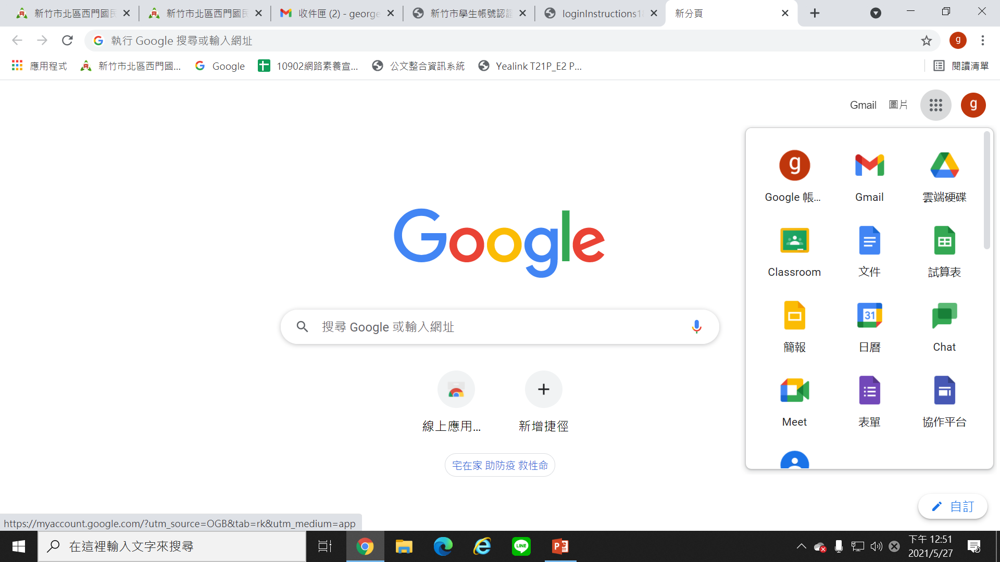 新竹市北區西門國民
新竹市北區西門國民
收件匣 (2) - george
新竹市學生帳號認證
loginInstructions1
新分頁
執行 Google 搜尋或輸入網址
g
應用程式
新竹市北區西門國...
Google
10902網路素養宣...
公文整合資訊系統
Yealink T21P_E2 P...
閱讀清單
Gmail
圖片
g
g
Google 帳...
Gmail
雲端硬碟
Classroom
文件
試算表
31
簡報
日曆
Chat
Meet
表單
協作平台
Google
搜尋 Google 或輸入網址
線上應用...
新增捷徑
宅在家 助防疫 救性命
自訂
https://myaccount.google.com/?utm_source=OGB&tab=rk&utm_medium=app
在這裡輸入文字來搜尋
LINE
下午 12:51
2021/5/27